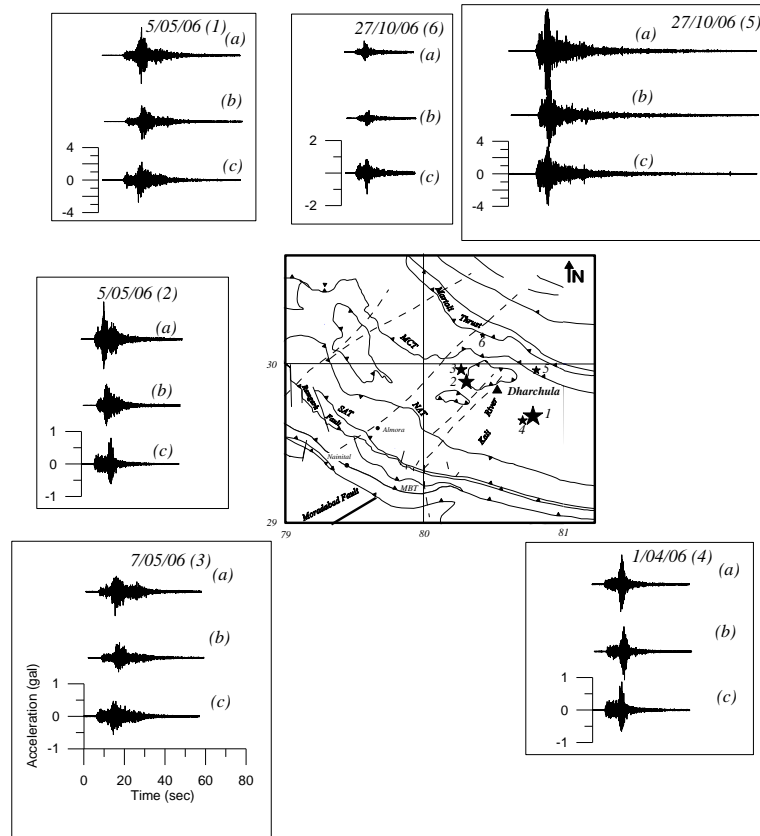 5/05/06 (1)
(a)
(b)
(c)
4
0
-4
27/10/06 (6)
(a)
(b)
(c)
2
0
-2
27/10/06 (5)
(a)
(b)
(c)
4
0
-4
5/05/06 (2)
(a)
(b)
(c)
1
0
-1
N
Martoli Thrust
MCT
6
30
3
5
2
Dharchula
River
Kali
NAT
SAT
Fault
1
4
Almora
Nainital
MBT
Moradabad Fault
29
79
80
81
7/05/06 (3)
(a)
(b)
(c)
Acceleration (gal)
1
0
-1
0 20 40 60 80
Time (sec)
1/04/06 (4)
(a)
(b)
(c)
1
0
-1